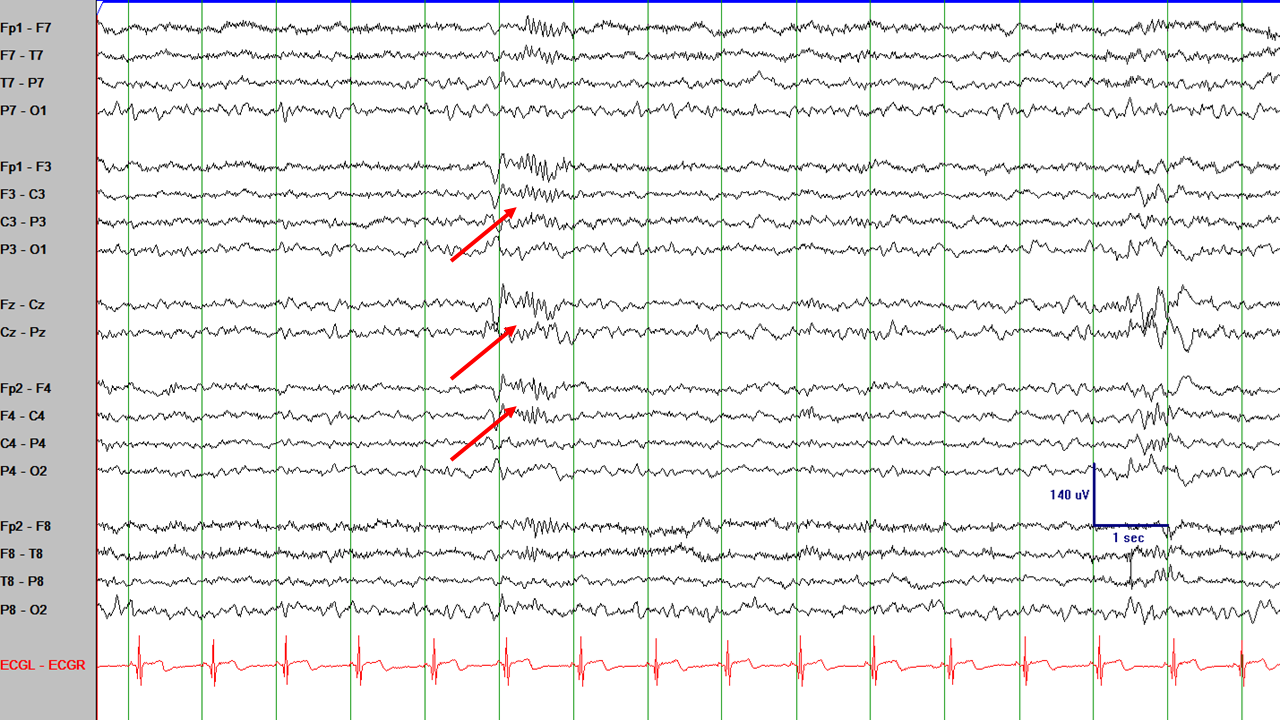 Fp1 - F7
F7 - T7
T7 - P7
P7 - O1
Fp1 - F3
F3 - C3
C3 - P3
P3 - O1
Fz - Cz
Cz - Pz
Fp2 - F4
F4 - C4
C4 - P4
P4 - O2
140 uV
Fp2 - F8
1 sec
F8 - T8
T8 - P8
P8 - O2
ECGL - ECGR